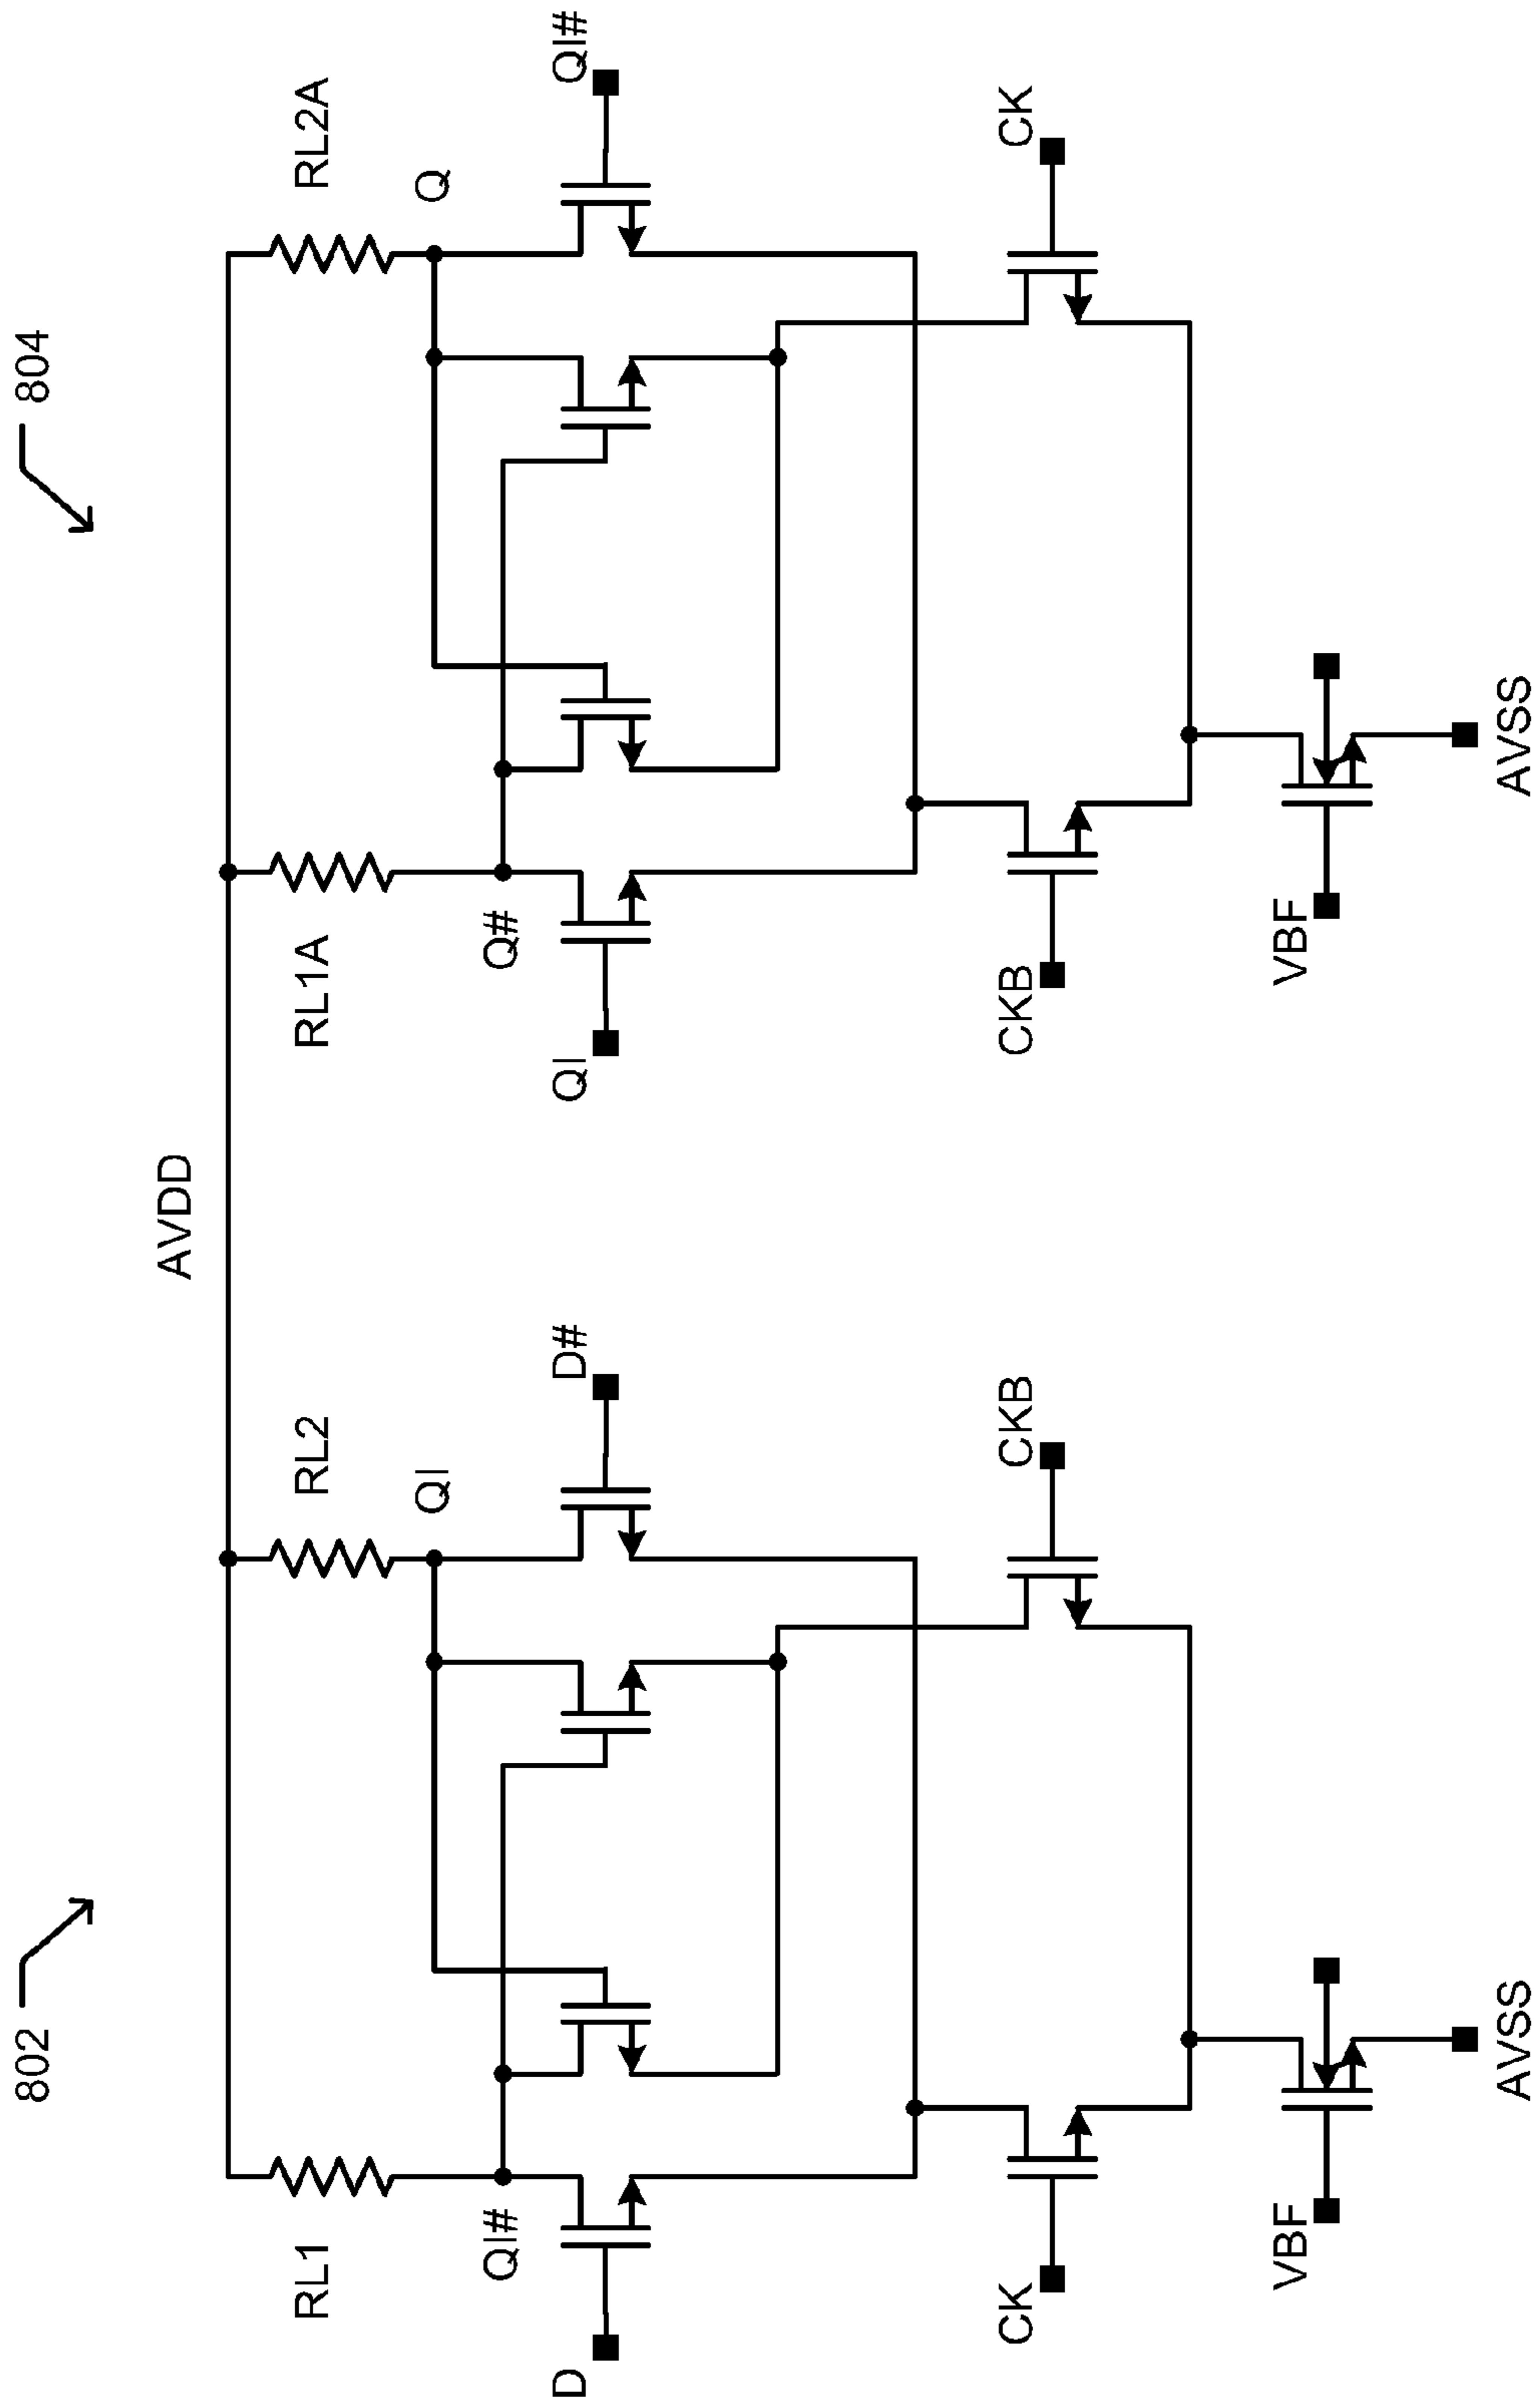 802
804
AVDD
RL1
RL2
RL1A
RL2A
QI#
QI
Q#
Q
D
D#
QI
QI#
CK
CKB
CKB
CK
VBF
VBF
AVSS
AVSS